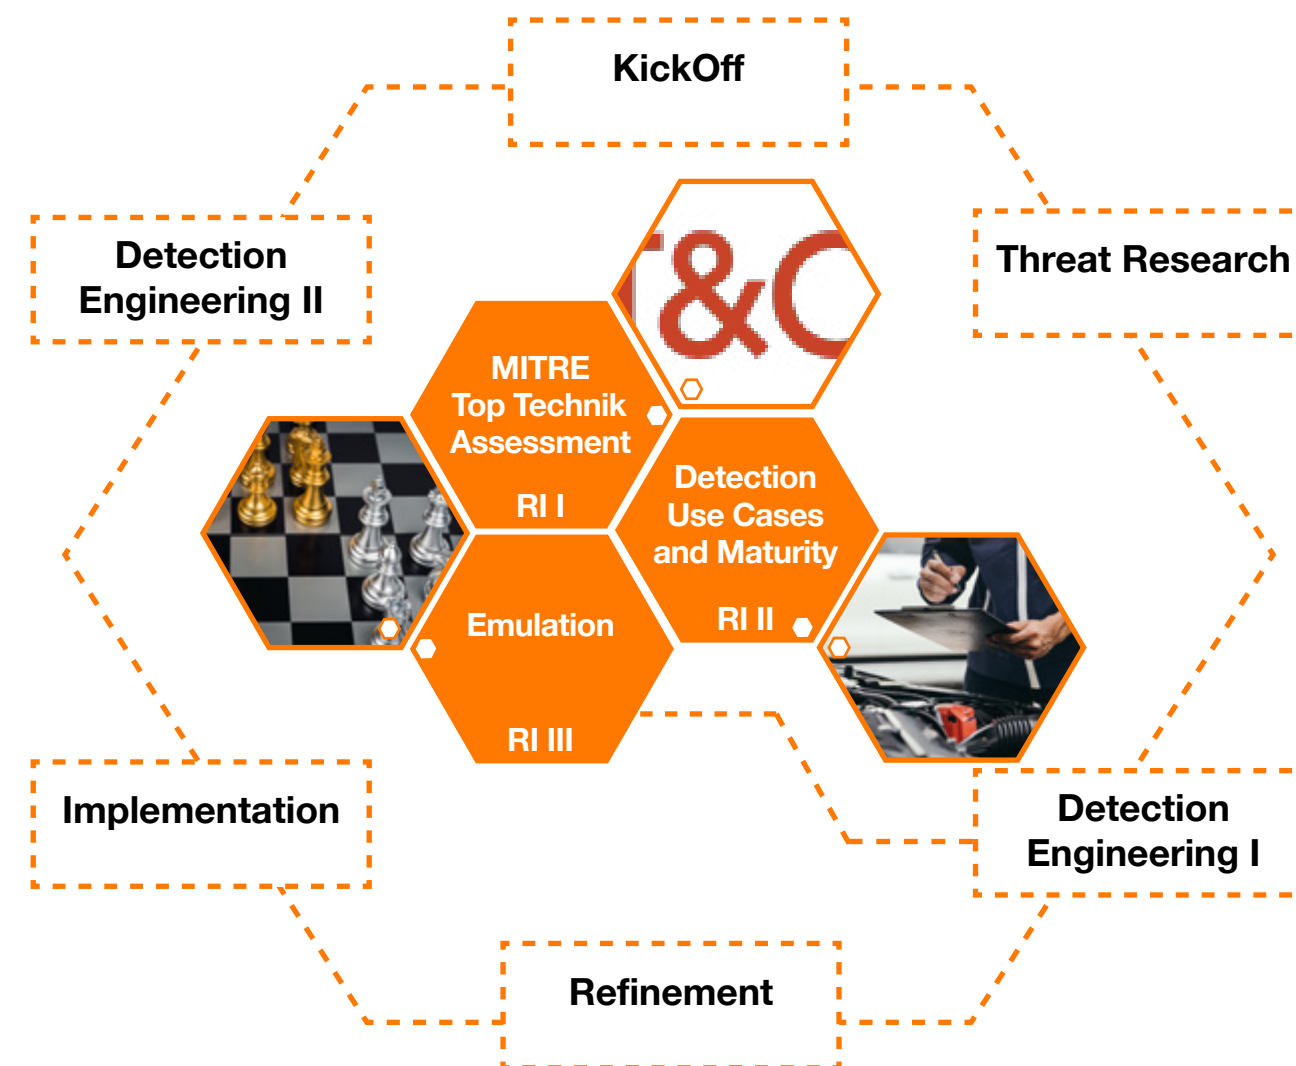 KickOff
Detection
Engineering II
Threat Research
T&C
MITRE
Top Technik
Assessment
RI I
Detection
Use Cases
and Maturity
RI II
Emulation
RI III
Implementation
Detection
Engineering I
Refinement